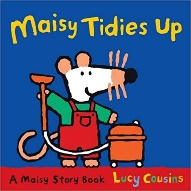 Maisy Tidies Up
A Maisy Story Book Lucy Cousins